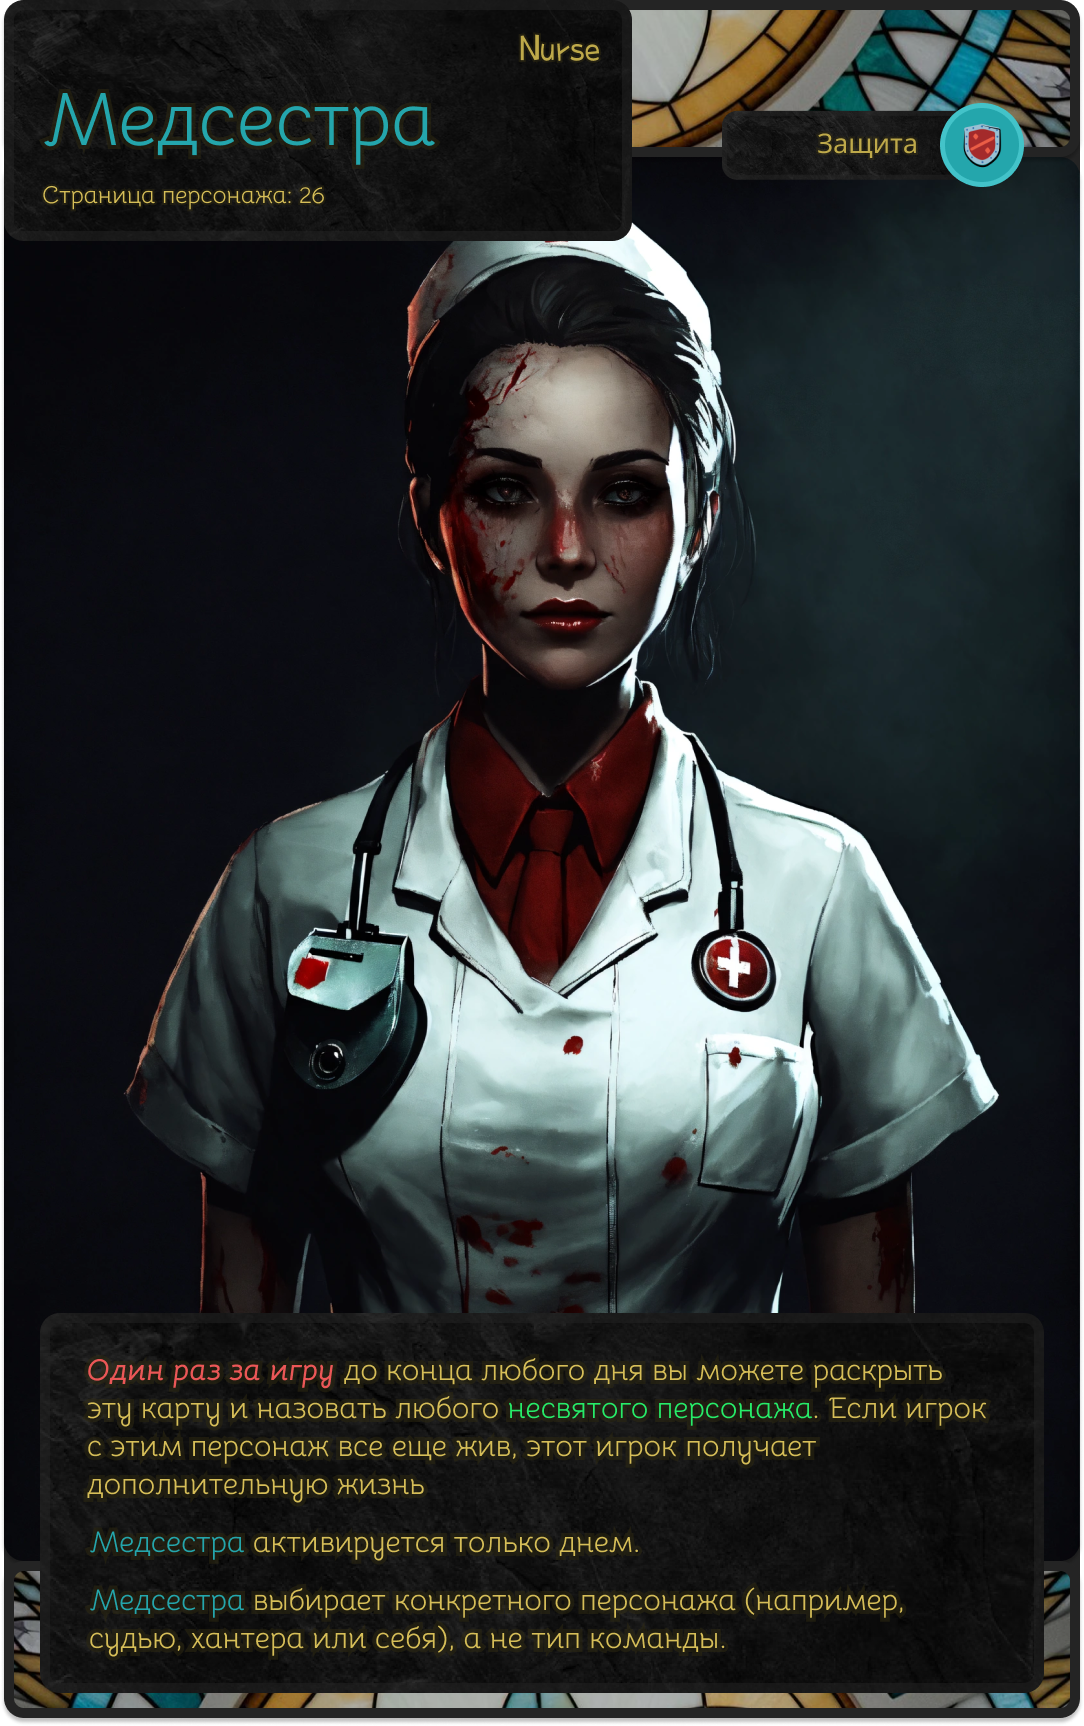 Nurse
Медсестра
Страница персонажа: 26
Защита
Один раз за игру до конца любого дня вы можете раскрыть
эту карту и назовать любого несвятого персонажа. Если игрок
с этим персонаж все еще жив, этот игрок получает
дополнительную жизнь
Медсестра активируется только днем.
Медсестра выбирает конкретного персонажа (например,
судью, хантера или себя), а не тип команды.